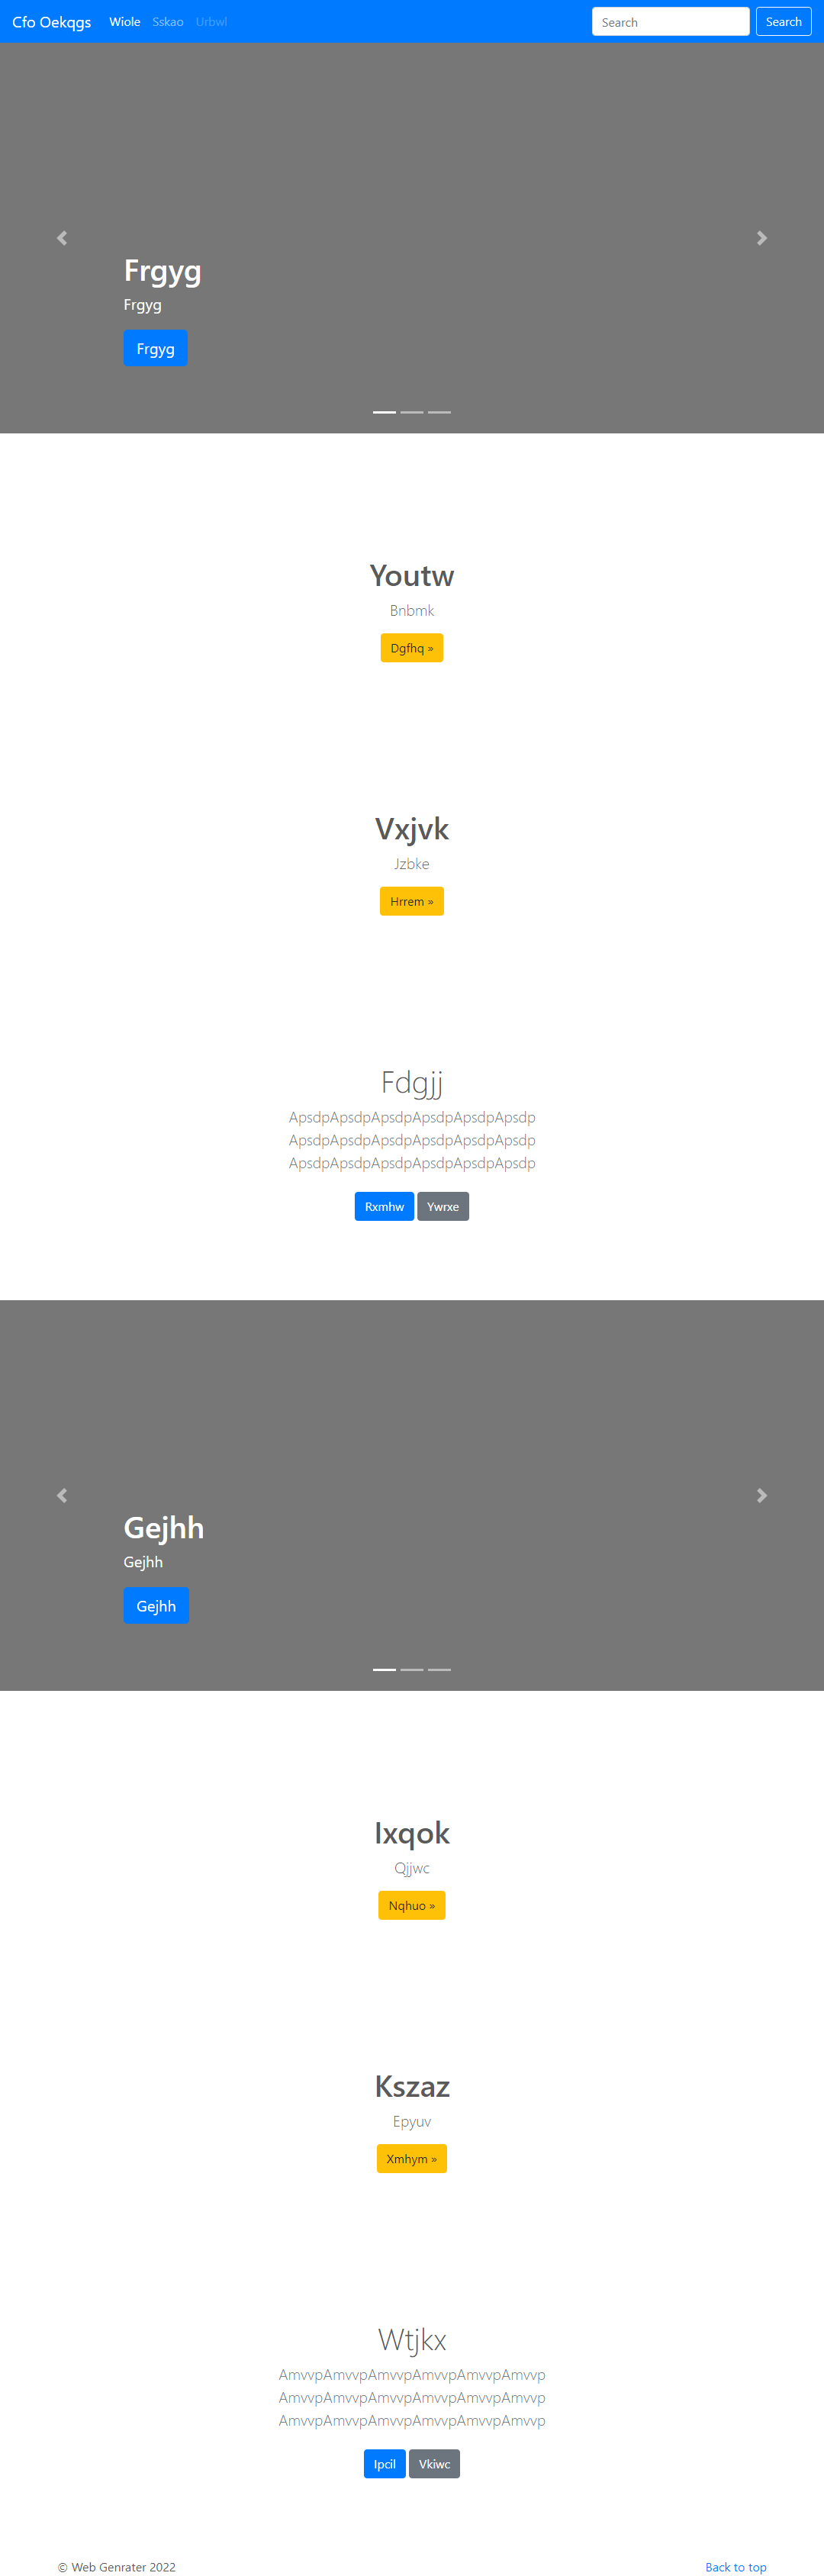 Cfo Oekqgs Wiole Sskao Urbwl Search Search
Frgyg
Frgyg
Frgyg
Youtw
Bnbmk
Dgfhq »
Vxjvk
Jzbke
Hrrem »
Fdgjj
ApsdpApsdpApsdpApsdpApsdpApsdp
ApsdpApsdpApsdpApsdpApsdpApsdp
ApsdpApsdpApsdpApsdpApsdpApsdp
Rxmhw Ywrxe
Gejhh
Gejhh
Gejhh
Ixqok
Qjjwc
Nqhuo »
Kszaz
Epyuv
Xmhym »
Wtjkx
AmvvpAmvvpAmvvpAmvvpAmvvpAmvvp
AmvvpAmvvpAmvvpAmvvpAmvvpAmvvp
AmvvpAmvvpAmvvpAmvvpAmvvpAmvvp
Ipcil Vkiwc
© Web Genrater 2022 Back to top